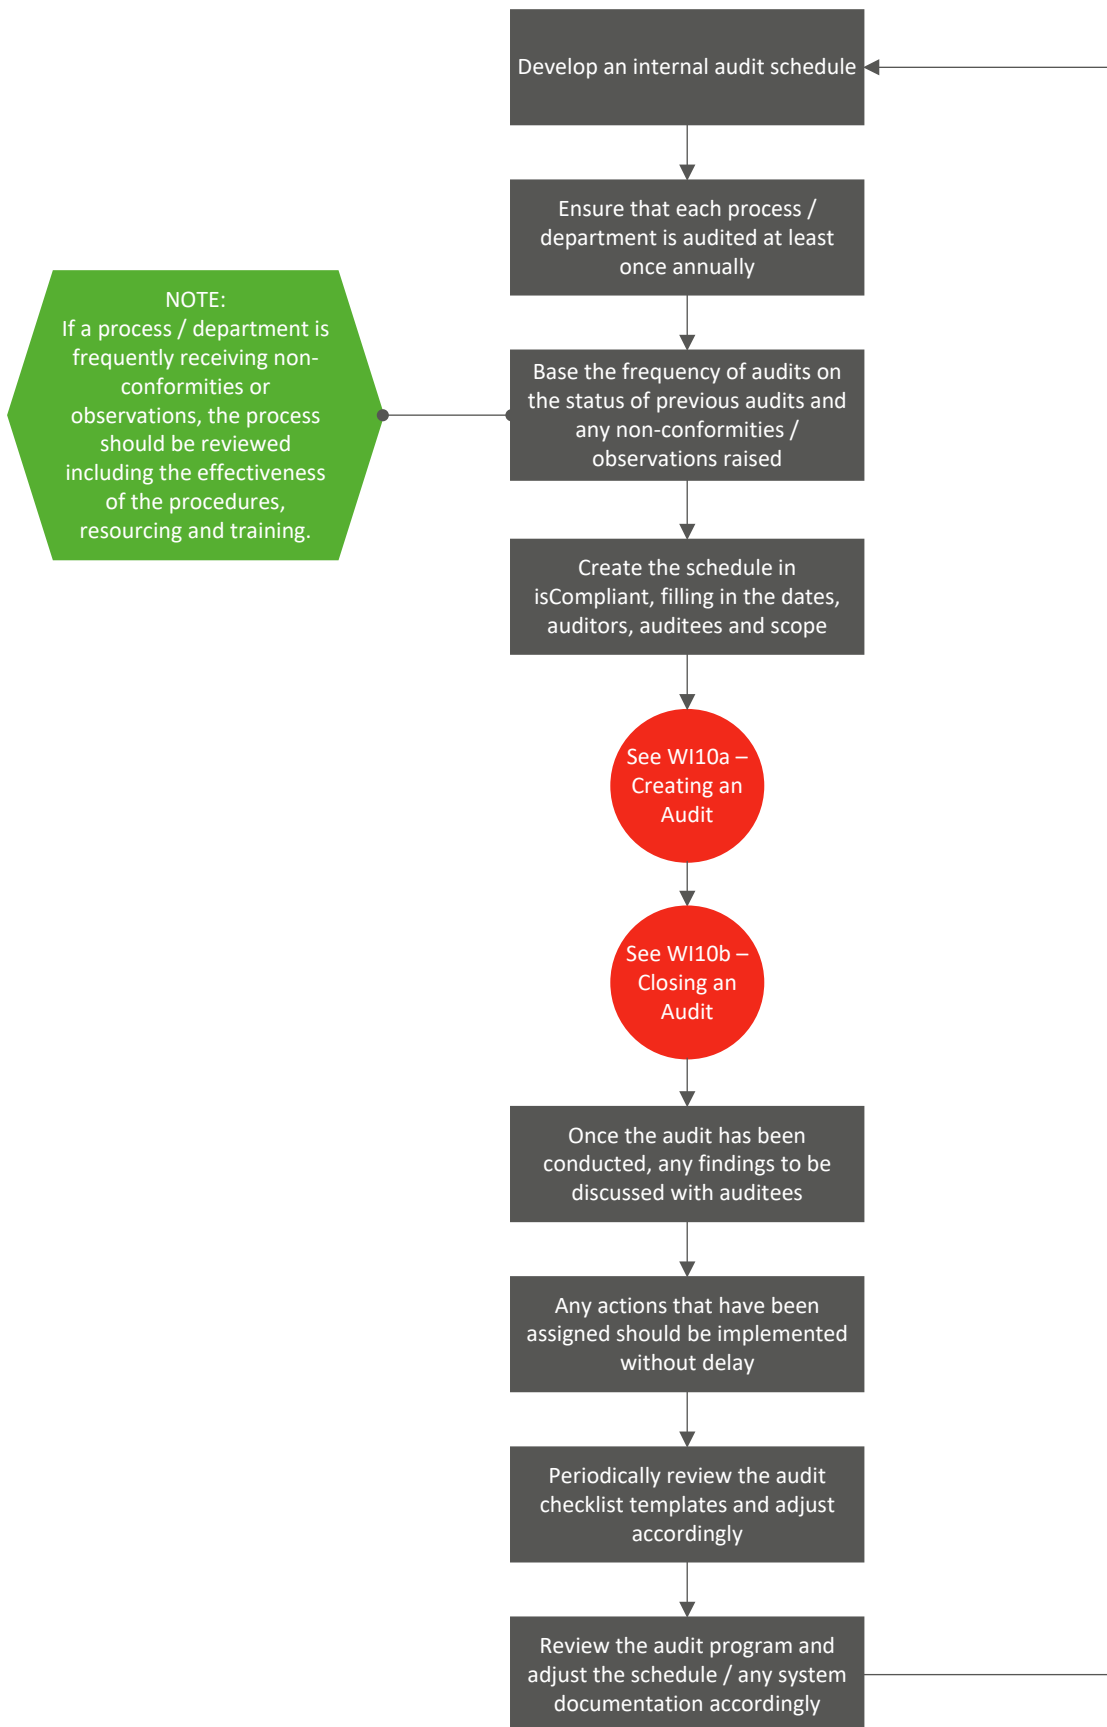 Develop an internal audit schedule
Ensure that each process /
department is audited at least
once annually
NOTE:
If a process / department is
frequently receiving non-
conformities or
observations, the process
should be reviewed
including the effectiveness
of the procedures,
resourcing and training.
Base the frequency of audits on
the status of previous audits and
any non-conformities /
observations raised
Create the schedule in
isCompliant, filling in the dates,
auditors, auditees and scope
See WI10a –
Creating an
Audit
See WI10b –
Closing an
Audit
Once the audit has been
conducted, any findings to be
discussed with auditees
Any actions that have been
assigned should be implemented
without delay
Periodically review the audit
checklist templates and adjust
accordingly
Review the audit program and
adjust the schedule / any system
documentation accordingly